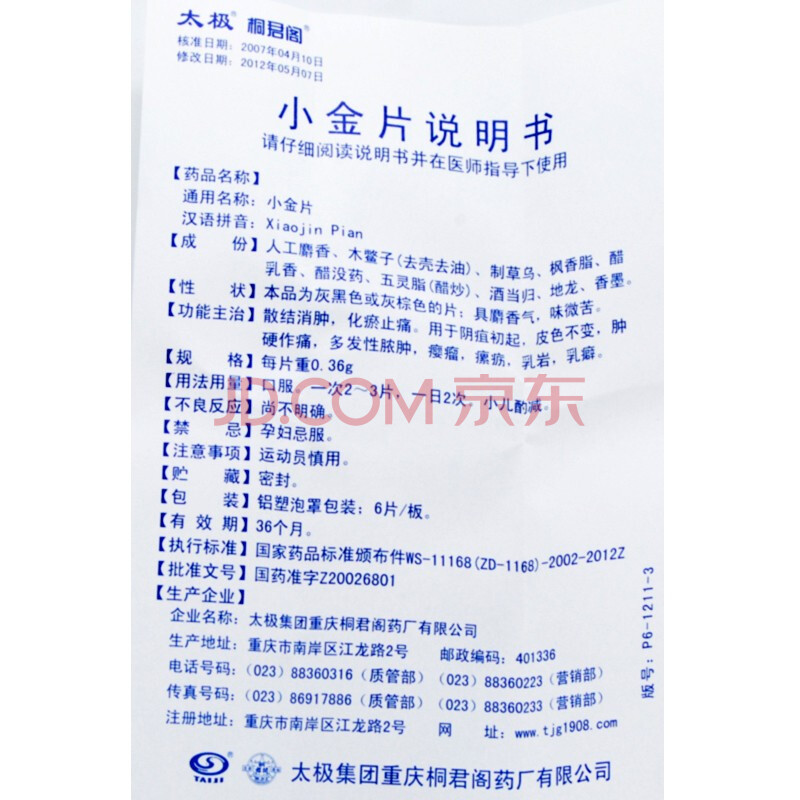 太极® 桐君阁®
核准日期：2007年04月10日
修改日期：2012年05月07日
小金片说明书
请仔细阅读说明书并在医师指导下使用
【药品名称】
通用名称：小金片
汉语拼音：Xiaojin Pian
【成 份】人工麝香、木鳖子(去壳去油)、制草乌、枫香脂、醋
乳香、醋没药、五灵脂(醋炒)、酒当归、地龙、香墨。
【性 状】本品为灰黑色或灰棕色的片；具麝香气，味微苦。
【功能主治】散结消肿，化瘀止痛。用于阴疽初起，皮色不变，肿
硬作痛，多发性脓肿，瘿瘤，瘰疬，乳岩，乳癖。
【规 格】每片重0.36g
【用法用量】口服。一次2～3片，一日2次，小儿酌减。
【不良反应】尚不明确。
【禁 忌】孕妇忌服。
【注意事项】运动员慎用。
【贮 藏】密封。
【包 装】铝塑泡罩包装；6片/板。
【有 效 期】36个月。
【执行标准】国家药品标准颁布件WS-11168(ZD-1168)-2002-2012Z
【批准文号】国药准字Z20026801
【生产企业】
企业名称：太极集团重庆桐君阁药厂有限公司
生产地址：重庆市南岸区江龙路2号 邮政编码：401336
电话号码：(023)88360316(质管部) (023)88360223(营销部)
传真号码：(023)86917886(质管部) (023)88360233(营销部)
注册地址：重庆市南岸区江龙路2号 网 址：www.tjg1908.com
TAIJI® 太极集团重庆桐君阁药厂有限公司
版号：P6-1211-3
JD.COM 京东